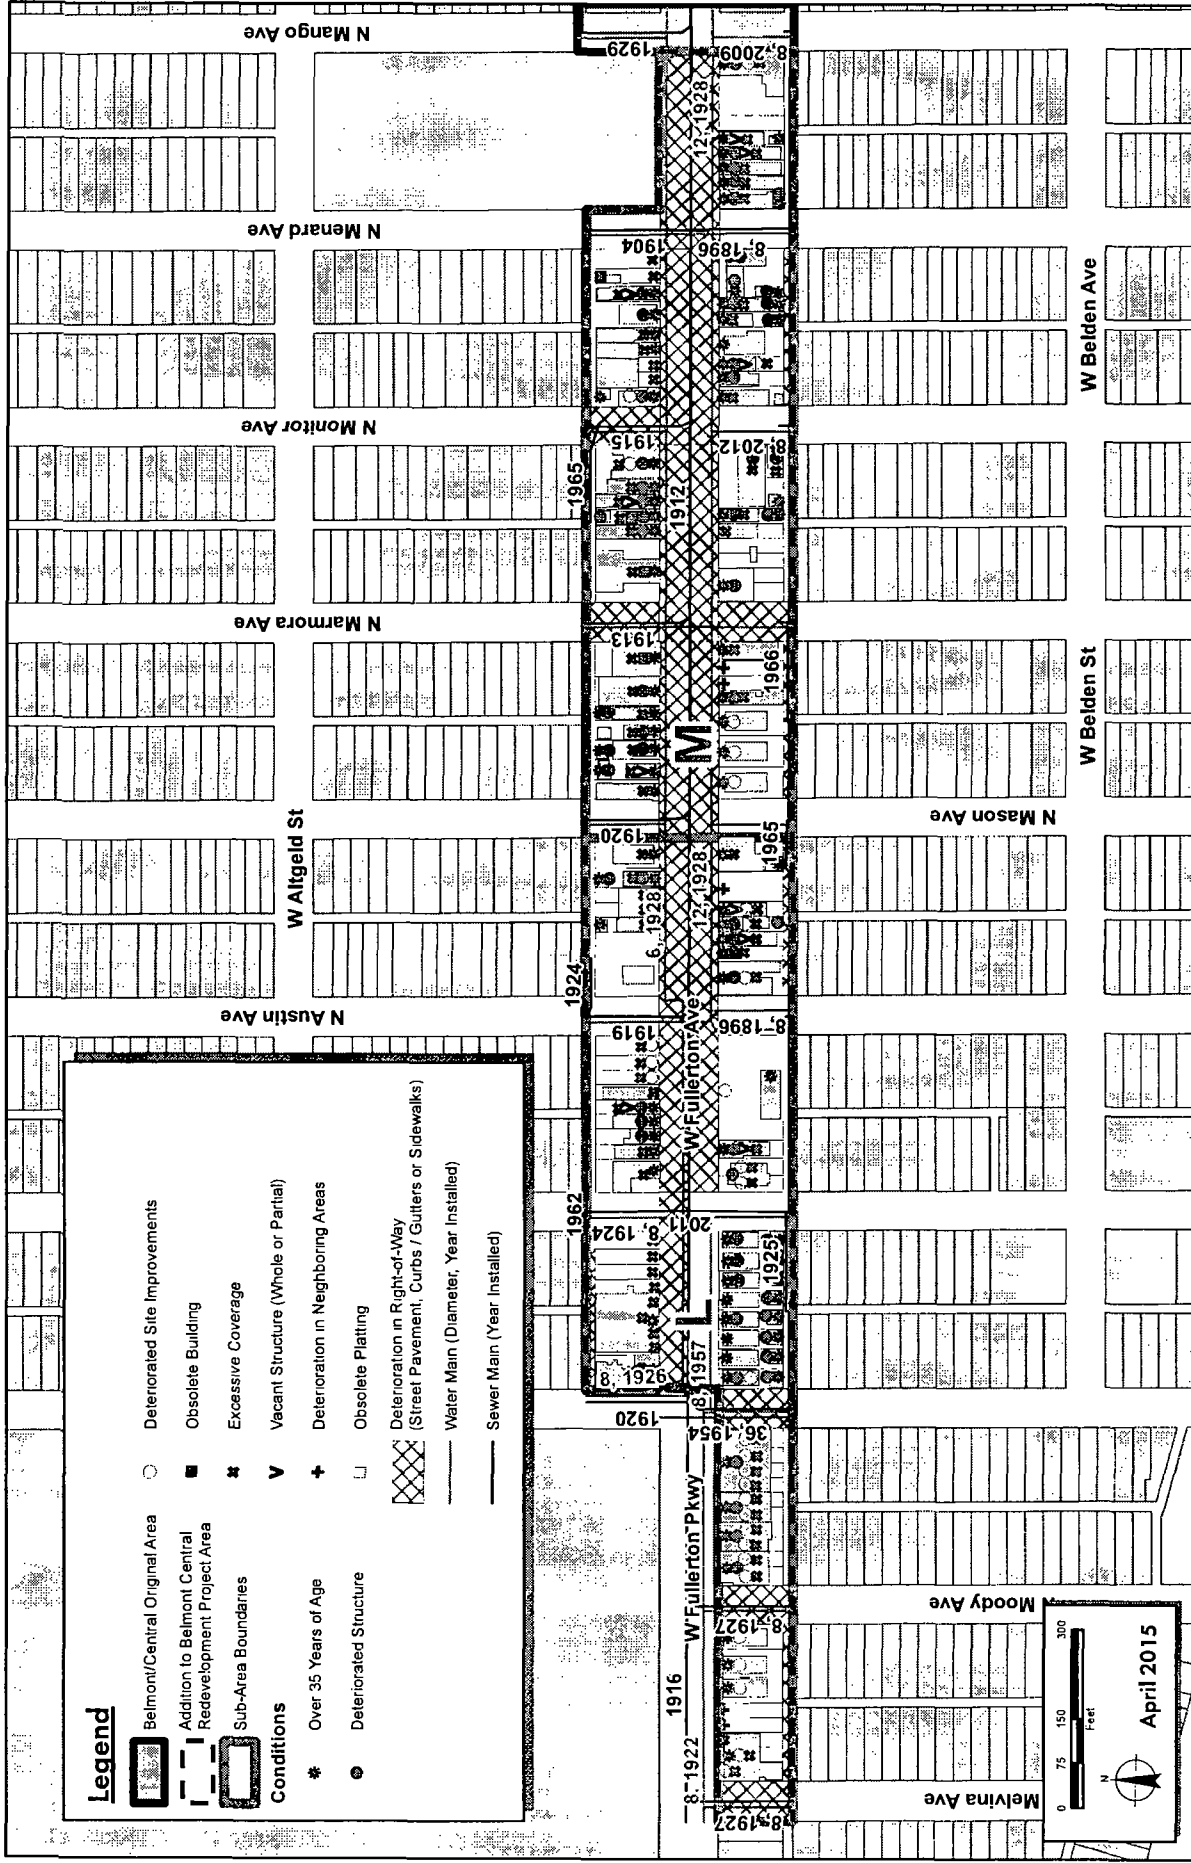 Legend
Belmont/Central Original Area
Addition to Belmont Central
Redevelopment Project Area
Sub-Area Boundaries
Conditions
Over 35 Years of Age
Deteriorated Structure
Deteriorated Site Improvements
Obsolete Building
Excessive Coverage
Vacant Structure (Whole or Partial)
Deterioration in Neighboring Areas
Obsolete Platting
Deterioration in Right-of-Way
(Street Pavement, Curbs / Gutters or Sidewalks)
Water Main (Diameter, Year Installed)
Sewer Main (Year Installed)
N Austin Ave
W Altgeld St
N Marmora Ave
N Monitor Ave
N Menard Ave
N Mango Ave
1962
1924
1965
8, 1926
8, 1924
1919
1920
1913
1915
1904
1929
6, 1928
1920
1916
8, 1922
W Fullerton Pkwy
8, 1957
L
2011
W Fullerton Ave
12, 1928
M
1912
12, 1928
8, 1927
8, 1927
36, 1954
1925
8, 1896
1965
1966
8, 2012
8, 1896
8, 2009
Melvina Ave
Moody Ave
N Mason Ave
W Belden St
W Belden Ave
N
0 75 150 300
Feet
April 2015